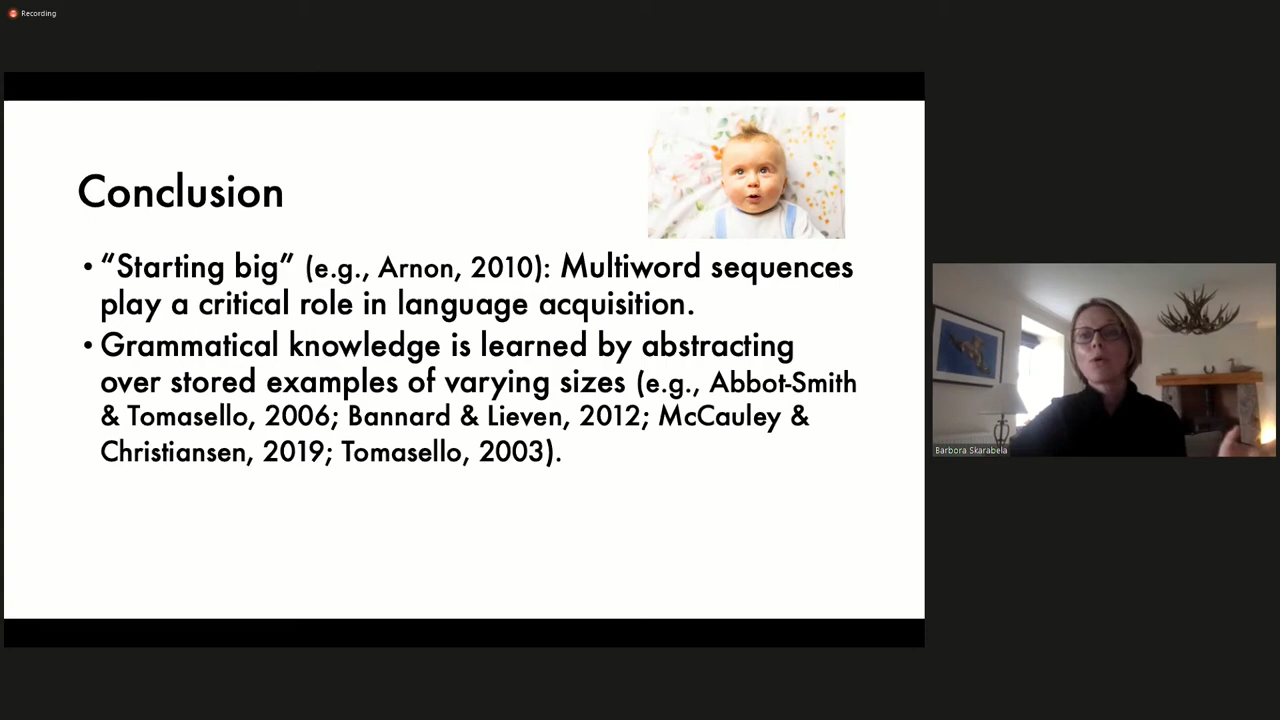 Recording
Conclusion
• “Starting big” (e.g., Arnon, 2010): Multiword sequences
play a critical role in language acquisition.
• Grammatical knowledge is learned by abstracting
over stored examples of varying sizes (e.g., Abbot-Smith
& Tomasello, 2006; Bannard & Lieven, 2012; McCauley &
Christiansen, 2019; Tomasello, 2003).
Barbora Skarabela